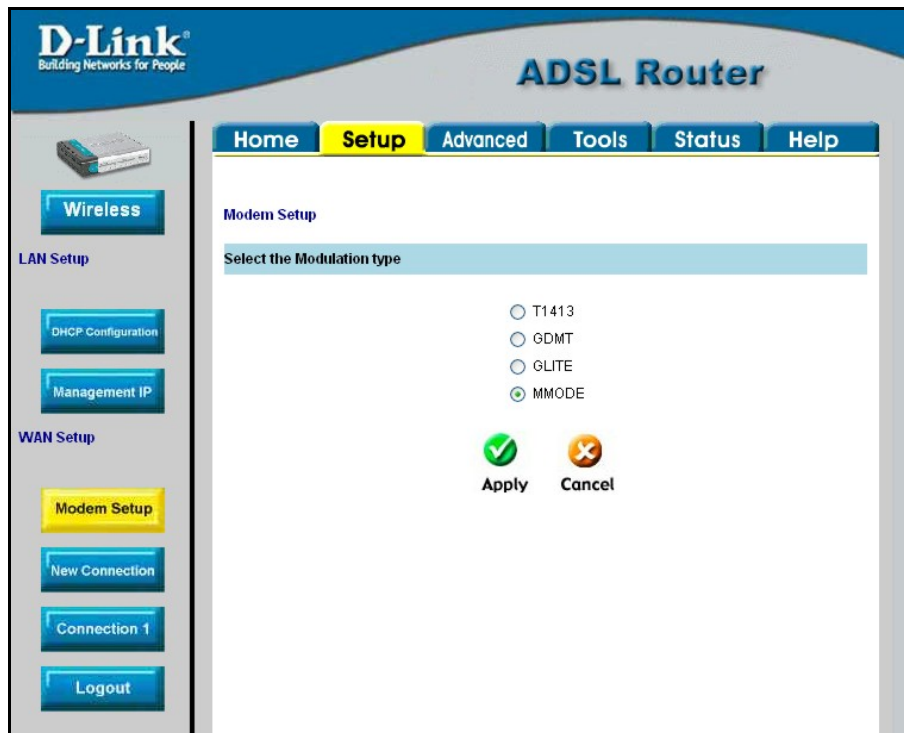 D-Link®
Building Networks for People
ADSL Router
Home Setup Advanced Tools Status Help
Wireless
LAN Setup
DHCP Configuration
Management IP
WAN Setup
Modem Setup
New Connection
Connection 1
Logout
Modem Setup
Select the Modulation type
T1413
GDMT
GLITE
MMODE
Apply Cancel